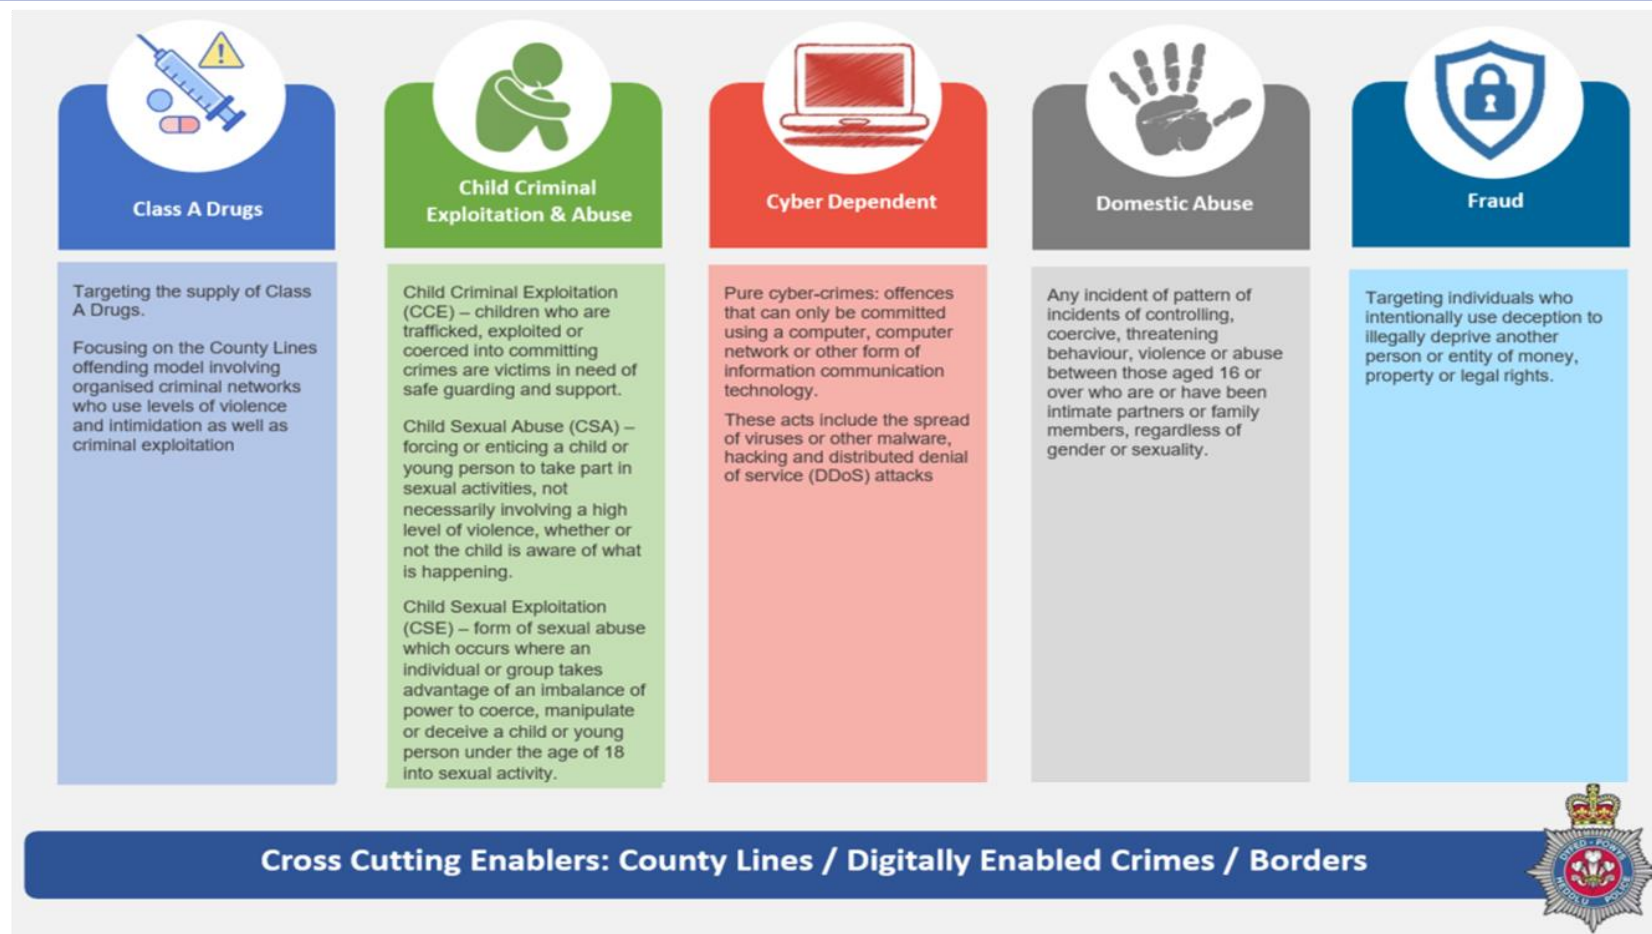 Class A Drugs
Targeting the supply of Class
A Drugs.
Focusing on the County Lines
offending model involving
organised criminal networks
who use levels of violence
and intimidation as well as
criminal exploitation
Child Criminal
Exploitation & Abuse
Child Criminal Exploitation
(CCE) – children who are
trafficked, exploited or
coerced into committing
crimes are victims in need of
safe guarding and support.
Child Sexual Abuse (CSA) –
forcing or enticing a child or
young person to take part in
sexual activities, not
necessarily involving a high
level of violence, whether or
not the child is aware of what
is happening.
Child Sexual Exploitation
(CSE) – form of sexual abuse
which occurs where an
individual or group takes
advantage of an imbalance of
power to coerce, manipulate
or deceive a child or young
person under the age of 18
into sexual activity.
Cyber Dependent
Pure cyber-crimes: offences
that can only be committed
using a computer, computer
network or other form of
information communication
technology.
These acts include the spread
of viruses or other malware,
hacking and distributed denial
of service (DDoS) attacks
Domestic Abuse
Any incident of pattern of
incidents of controlling,
coercive, threatening
behaviour, violence or abuse
between those aged 16 or
over who are or have been
intimate partners or family
members, regardless of
gender or sexuality.
Fraud
Targeting individuals who
intentionally use deception to
illegally deprive another
person or entity of money,
property or legal rights.
Cross Cutting Enablers: County Lines / Digitally Enabled Crimes / Borders
DYFED - POWYS
HEDDLU POLICE